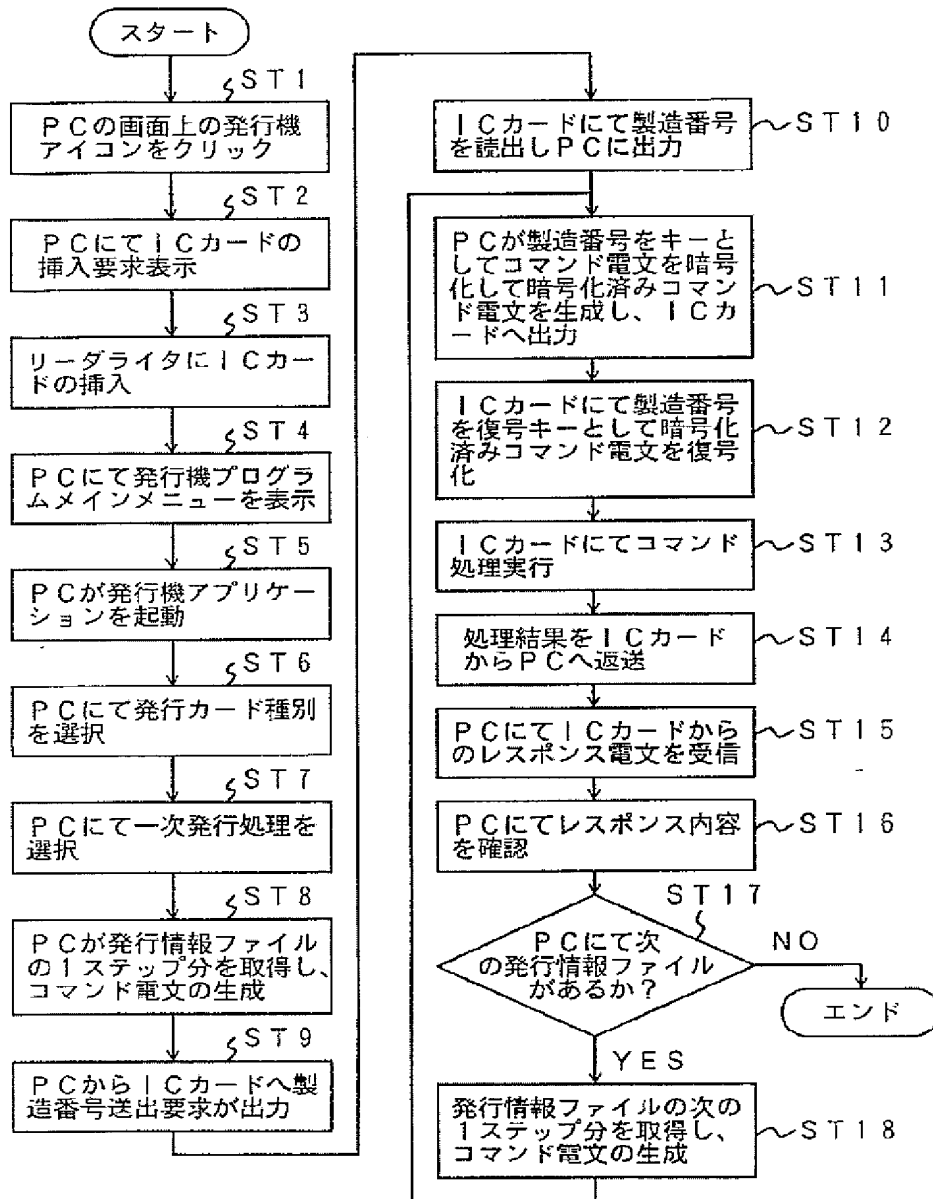 スタート
ST1
PCの画面上の発行機
アイコンをクリック
ST2
PCにてICカードの
挿入要求表示
ST3
リーダライタにICカー
ドの挿入
ST4
PCにて発行機プログラ
ムメインメニューを表示
ST5
PCが発行機アプリケー
ションを起動
ST6
PCにて発行カード種別
を選択
ST7
PCにて一次発行処理を
選択
ST8
PCが発行情報ファイル
の1ステップ分を取得し、
コマンド電文の生成
ST9
PCからICカードへ製
造番号送出要求が出力
ICカードにて製造番号
を読出しPCに出力
ST10
PCが製造番号をキーと
してコマンド電文を暗号
化して暗号化済みコマン
ド電文を生成し、ICカ
ードへ出力
ST11
ICカードにて製造番号
を復号キーとして暗号化
済みコマンド電文を復号
化
ST12
ICカードにてコマンド
処理実行
ST13
処理結果をICカード
からPCへ返送
ST14
PCにてICカードから
のレスポンス電文を受信
ST15
PCにてレスポンス内容
を確認
ST16
ST17
PCにて次
の発行情報ファイル
があるか?
NO
エンド
YES
発行情報ファイルの次の
1ステップ分を取得し、
コマンド電文の生成
ST18